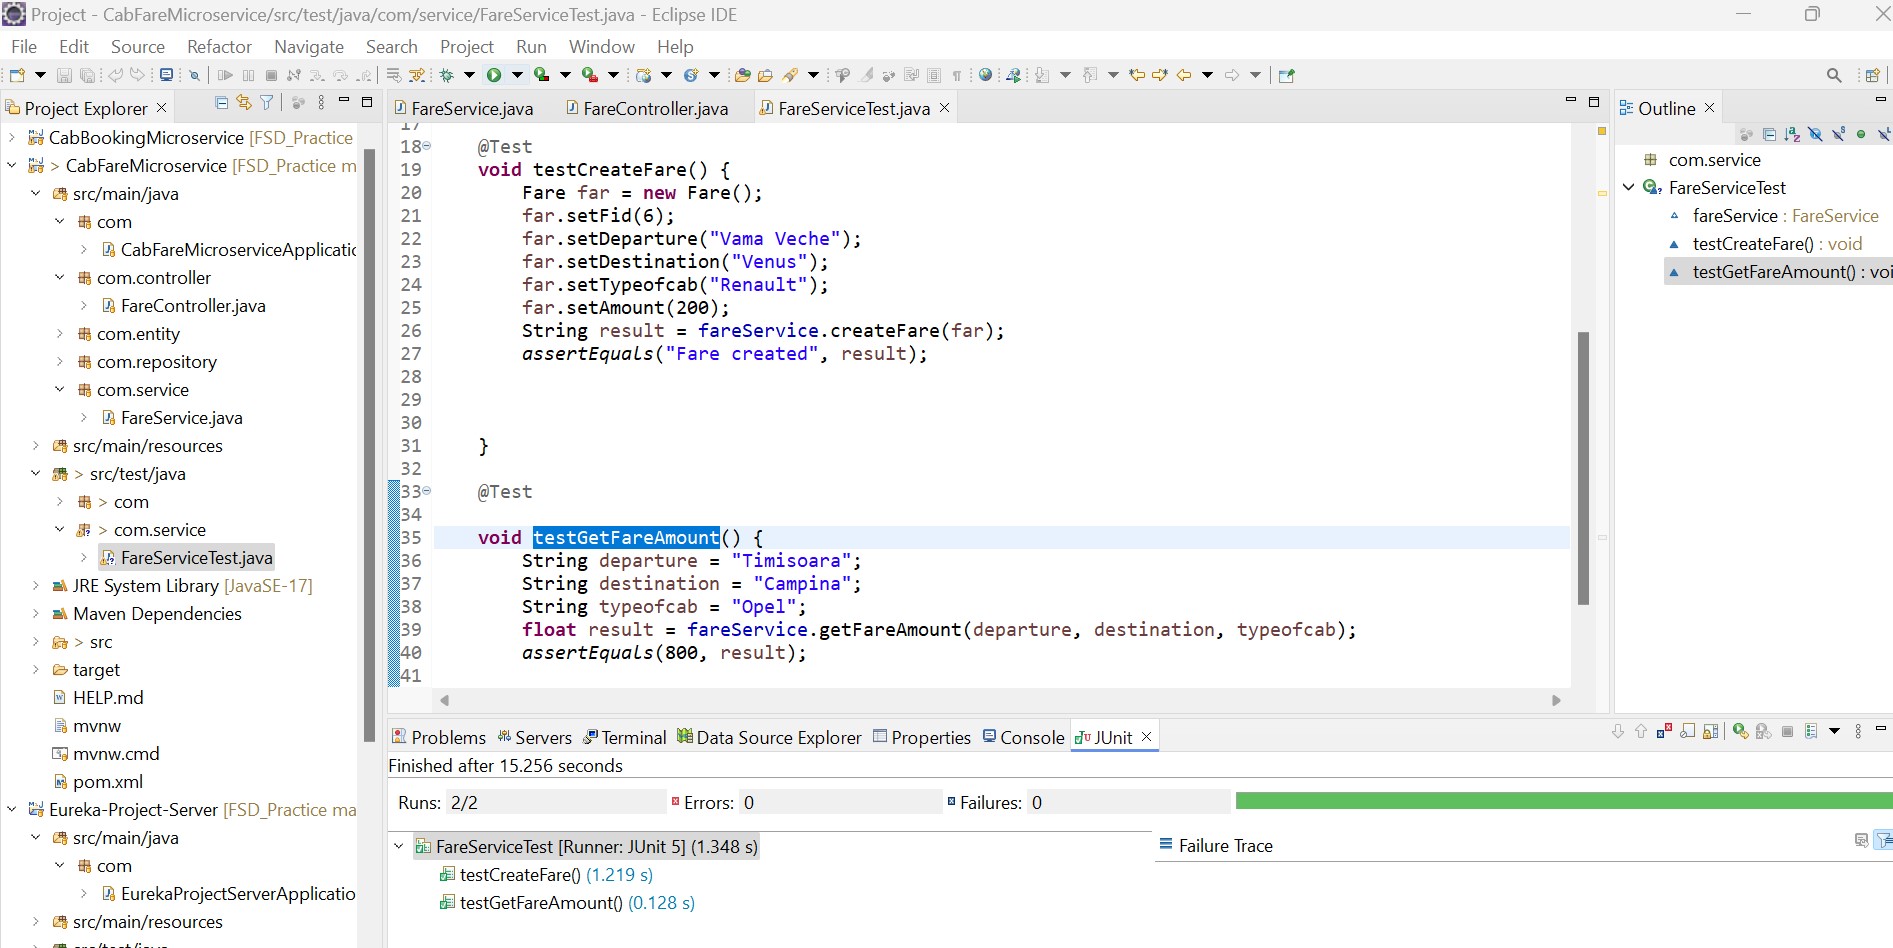 Project - CabFareMicroservice/src/test/java/com/service/FareServiceTest.java - Eclipse IDE
File Edit Source Refactor Navigate Search Project Run Window Help
Project Explorer
CabBookingMicroservice [FSD_Practice
> CabFareMicroservice [FSD_Practice m
src/main/java
com
CabFareMicroserviceApplicatic
com.controller
FareController.java
com.entity
com.repository
com.service
FareService.java
src/main/resources
> src/test/java
> com
> com.service
FareServiceTest.java
JRE System Library [JavaSE-17]
Maven Dependencies
> src
target
HELP.md
mvnw
mvnw.cmd
pom.xml
Eureka-Project-Server [FSD_Practice ma
src/main/java
com
EurekaProjectServerApplicatio
src/main/resources
src/test/java
FareService.java FareController.java FareServiceTest.java
17
18 @Test
19 void testCreateFare() {
20 Fare far = new Fare();
21 far.setFid(6);
22 far.setDeparture("Vama Veche");
23 far.setDestination("Venus");
24 far.setTypeofcab("Renault");
25 far.setAmount(200);
26 String result = fareService.createFare(far);
27 assertEquals("Fare created", result);
28
29
30
31 }
32
33 @Test
34
35 void testGetFareAmount() {
36 String departure = "Timisoara";
37 String destination = "Campina";
38 String typeofcab = "Opel";
39 float result = fareService.getFareAmount(departure, destination, typeofcab);
40 assertEquals(800, result);
41
Outline
com.service
FareServiceTest
fareService : FareService
testCreateFare() : void
testGetFareAmount() : voi
Problems Servers Terminal Data Source Explorer Properties Console JUnit
Finished after 15.256 seconds
Runs: 2/2 Errors: 0 Failures: 0
FareServiceTest [Runner: JUnit 5] (1.348 s)
testCreateFare() (1.219 s)
testGetFareAmount() (0.128 s)
Failure Trace